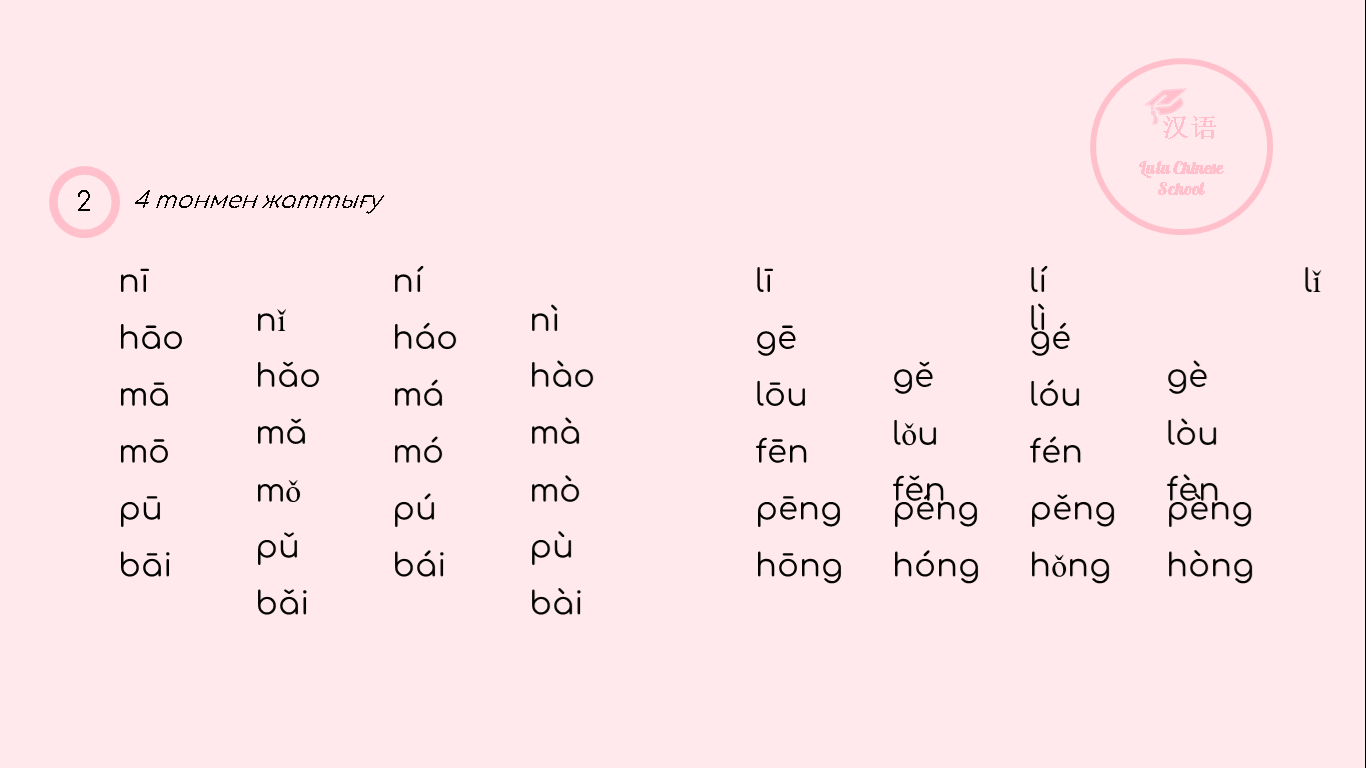 汉语
Lulu Chinese
School
2 4 тонмен жаттығу
nī ní
nǐ nì
hāo háo
hǎo hào
mā má
mǎ mà
mō mó
mǒ mò
pū pú
pǔ pù
bāi bái
bǎi bài
lī lí lǐ
lì
gē gé
gě gè
lōu lóu
lǒu lòu
fēn fén
fěn fèn
pēng péng pěng pèng
hōng hóng hǒng hòng